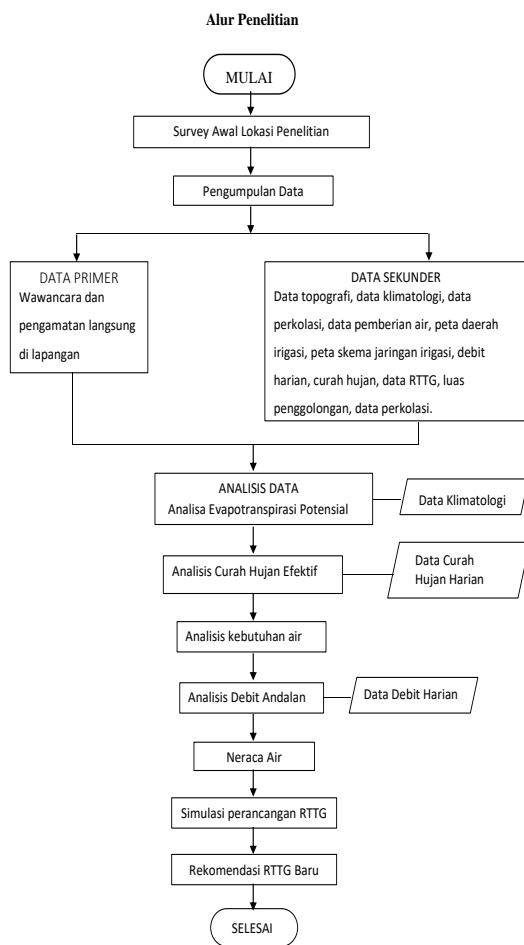 Alur Penelitian
MULAI
Survey Awal Lokasi Penelitian
Pengumpulan Data
DATA PRIMER
Wawancara dan
pengamatan langsung
di lapangan
DATA SEKUNDER
Data topografi, data klimatologi, data
perkolasi, data pemberian air, peta daerah
irigasi, peta skema jaringan irigasi, debit
harian, curah hujan, data RTTG, luas
penggolongan, data perkolasi.
ANALISIS DATA
Analisa Evapotranspirasi Potensial
Data Klimatologi
Analisis Curah Hujan Efektif
Data Curah
Hujan Harian
Analisis kebutuhan air
Analisis Debit Andalan
Data Debit Harian
Neraca Air
Simulasi perancangan RTTG
Rekomendasi RTTG Baru
SELESAI